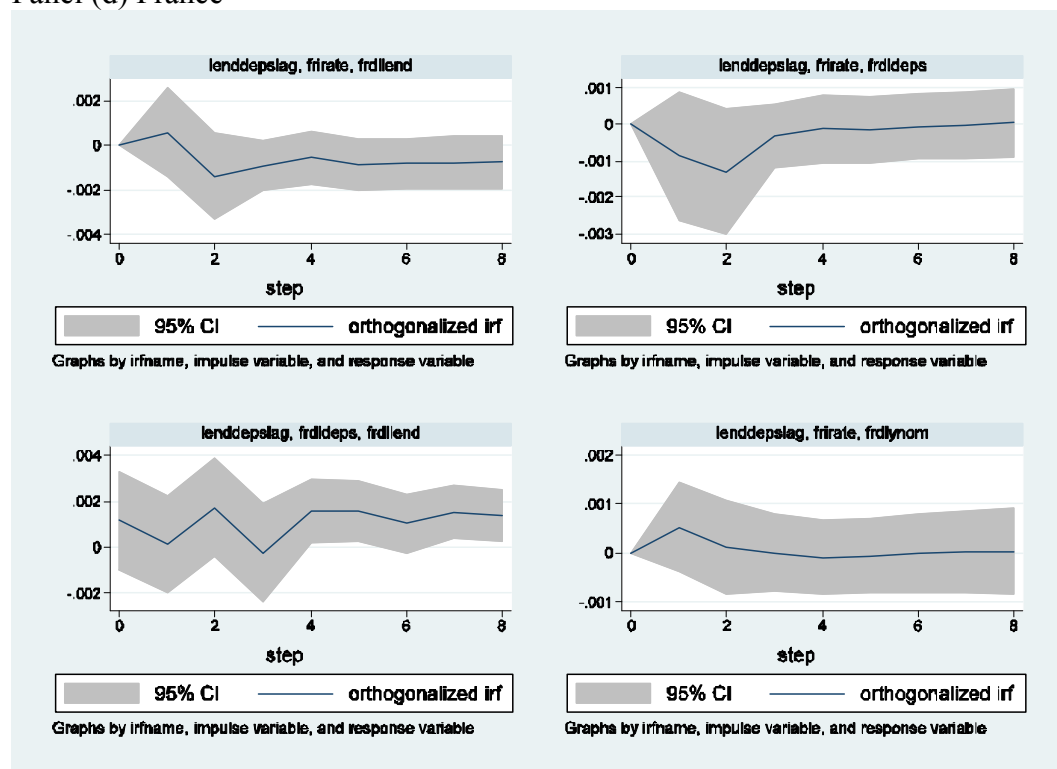 Panel (d) France
lenddepslag, frirate, frdllend
.002
0
-.002
-.004
0 2 4 6 8
step
95% CI orthogonalized irf
Graphs by irfname, impulse variable, and response variable
lenddepslag, frirate, frdldeps
.001
0
-.001
-.002
-.003
0 2 4 6 8
step
95% CI orthogonalized irf
Graphs by irfname, impulse variable, and response variable
lenddepslag, frdldeps, frdllend
.004
.002
0
-.002
0 2 4 6 8
step
95% CI orthogonalized irf
Graphs by irfname, impulse variable, and response variable
lenddepslag, frirate, frdlynom
.002
.001
0
-.001
0 2 4 6 8
step
95% CI orthogonalized irf
Graphs by irfname, impulse variable, and response variable